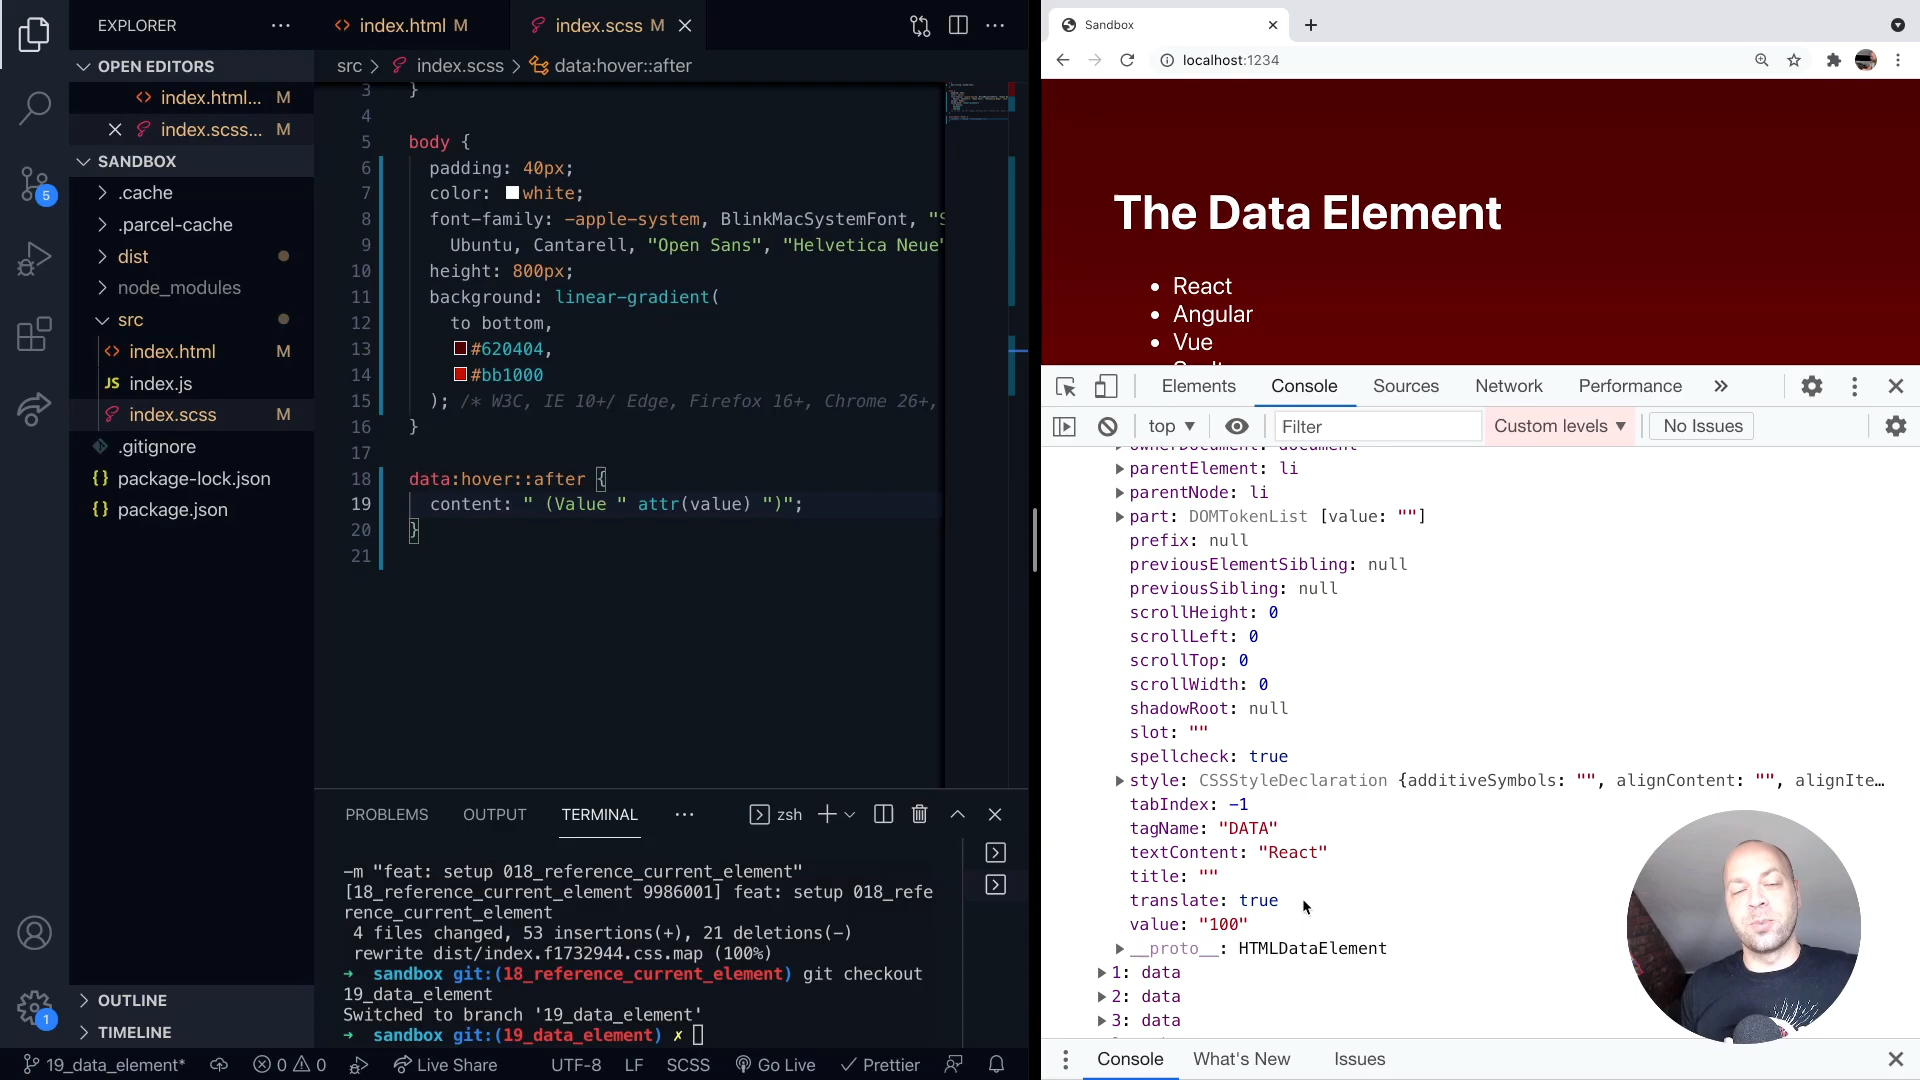 EXPLORER
OPEN EDITORS
index.html... M
index.scss... M
SANDBOX
.cache
.parcel-cache
dist
node_modules
src
index.html M
JS index.js
index.scss M
.gitignore
{} package-lock.json
{} package.json
OUTLINE
TIMELINE
5
1
index.html M
index.scss M
src > index.scss > data:hover::after
3 }
4
5 body {
6 padding: 40px;
7 color: white;
8 font-family: -apple-system, BlinkMacSystemFont, "S
9 Ubuntu, Cantarell, "Open Sans", "Helvetica Neue"
10 height: 800px;
11 background: linear-gradient(
12 to bottom,
13 #620404,
14 #bb1000
15 ); /* W3C, IE 10+/ Edge, Firefox 16+, Chrome 26+,
16 }
17
18 data:hover::after {
19 content: " (Value " attr(value) ")";
20 }
21
PROBLEMS OUTPUT TERMINAL ··· zsh
-m "feat: setup 018_reference_current_element"
[18_reference_current_element 9986001] feat: setup 018_refe
rence_current_element
4 files changed, 53 insertions(+), 21 deletions(-)
rewrite dist/index.f1732944.css.map (100%)
→ sandbox git:(18_reference_current_element) git checkout
19_data_element
Switched to branch '19_data_element'
→ sandbox git:(19_data_element) ✗
19_data_element* 0 0 Live Share UTF-8 LF SCSS Go Live Prettier
Sandbox
localhost:1234
The Data Element
• React
• Angular
• Vue
Elements Console Sources Network Performance »
top ▼ Filter Custom levels ▼ No Issues
parentElement: li
parentNode: li
part: DOMTokenList [value: ""]
prefix: null
previousElementSibling: null
previousSibling: null
scrollHeight: 0
scrollLeft: 0
scrollTop: 0
scrollWidth: 0
shadowRoot: null
slot: ""
spellcheck: true
style: CSSStyleDeclaration {additiveSymbols: "", alignContent: "", alignIte…
tabIndex: -1
tagName: "DATA"
textContent: "React"
title: ""
translate: true
value: "100"
__proto__: HTMLDataElement
1: data
2: data
3: data
Console What's New Issues